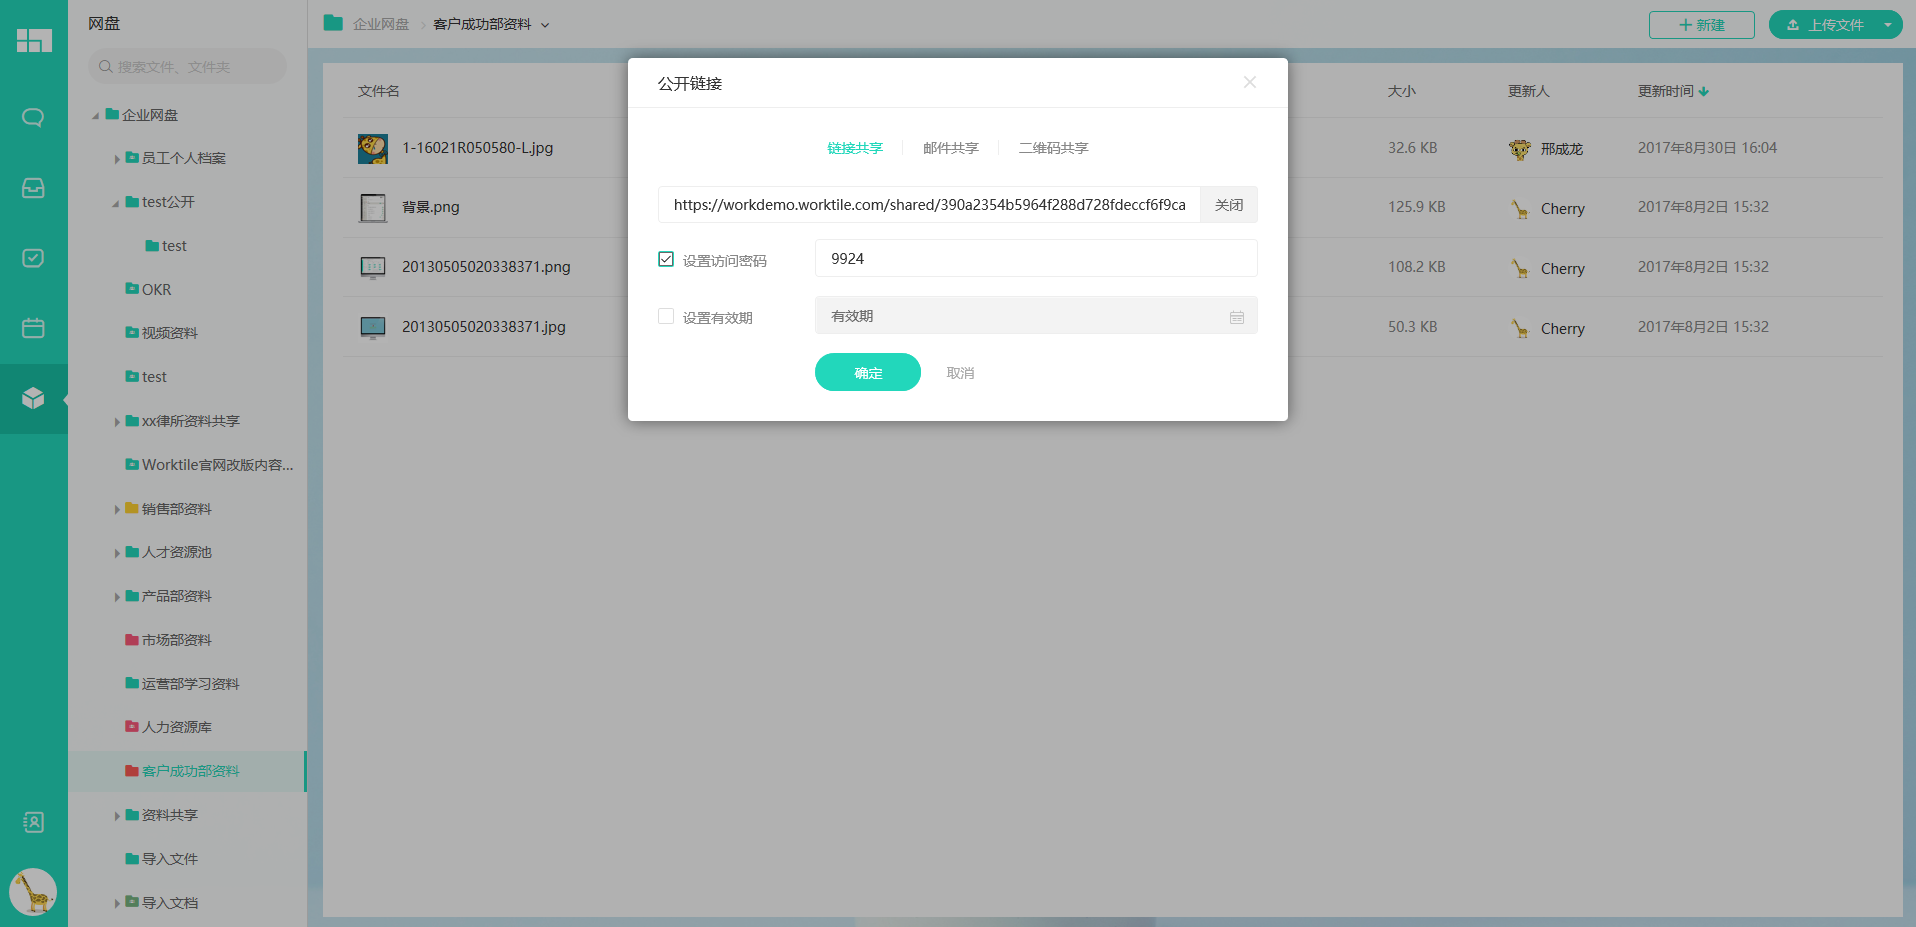 网盘
搜索文件、文件夹
企业网盘
员工个人档案
test公开
test
OKR
视频资料
test
xx律所资料共享
Worktile官网改版内容...
销售部资料
人才资源池
产品部资料
市场部资料
运营部学习资料
人力资源库
客户成功部资料
资料共享
导入文件
导入文档
企业网盘 客户成功部资料
新建 上传文件
文件名 大小 更新人 更新时间
1-16021R050580-L.jpg 32.6 KB 邢成龙 2017年8月30日 16:04
背景.png 125.9 KB Cherry 2017年8月2日 15:32
20130505020338371.png 108.2 KB Cherry 2017年8月2日 15:32
20130505020338371.jpg 50.3 KB Cherry 2017年8月2日 15:32
公开链接
链接共享 邮件共享 二维码共享
https://workdemo.worktile.com/shared/390a2354b5964f288d728fdeccf6f9ca 关闭
设置访问密码 9924
设置有效期 有效期
确定 取消